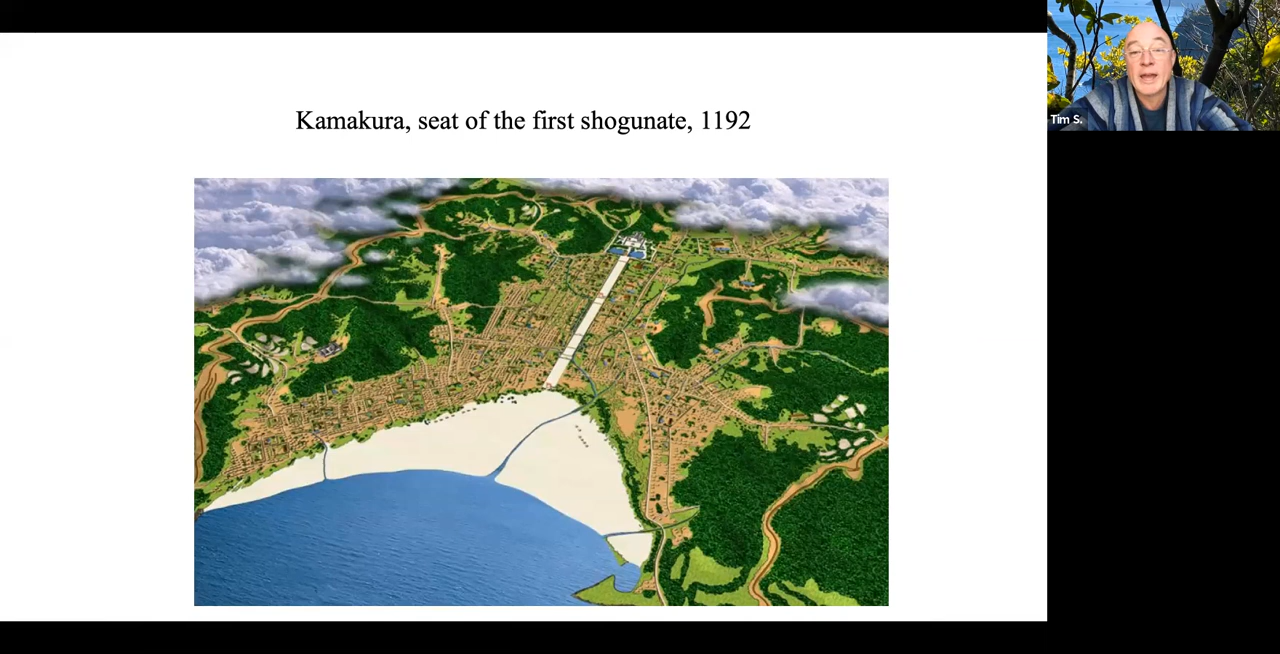 Kamakura, seat of the first shogunate, 1192
Tim S.